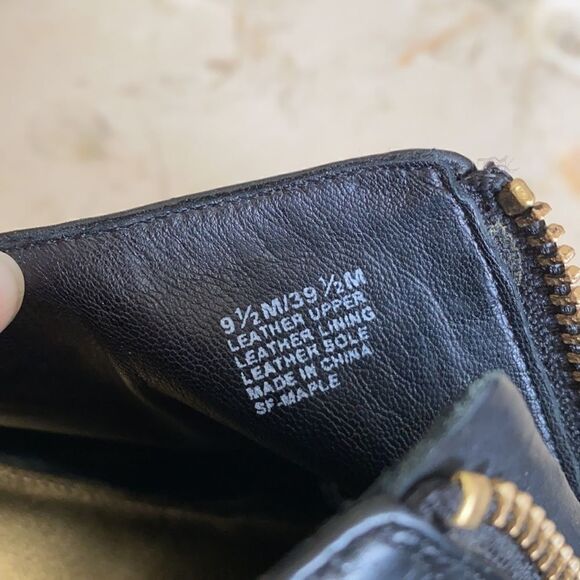 9 ½ M/39 ½ M
LEATHER UPPER
LEATHER LINING
LEATHER SOLE
MADE IN CHINA
SF-MAPLE